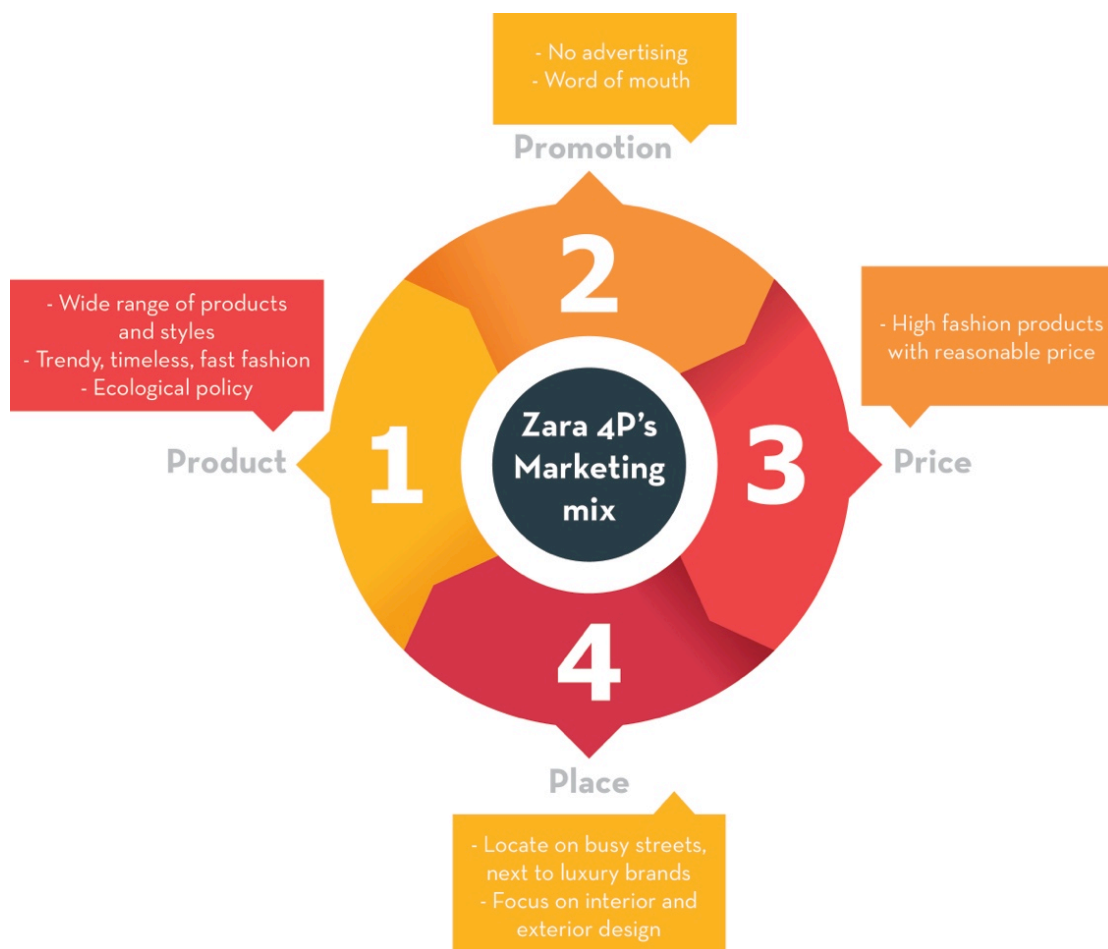 - No advertising
- Word of mouth
Promotion
2
- Wide range of products
and styles
- Trendy, timeless, fast fashion
- Ecological policy
Product
1
Zara 4P's
Marketing
mix
3
- High fashion products
with reasonable price
Price
4
Place
- Locate on busy streets,
next to luxury brands
- Focus on interior and
exterior design